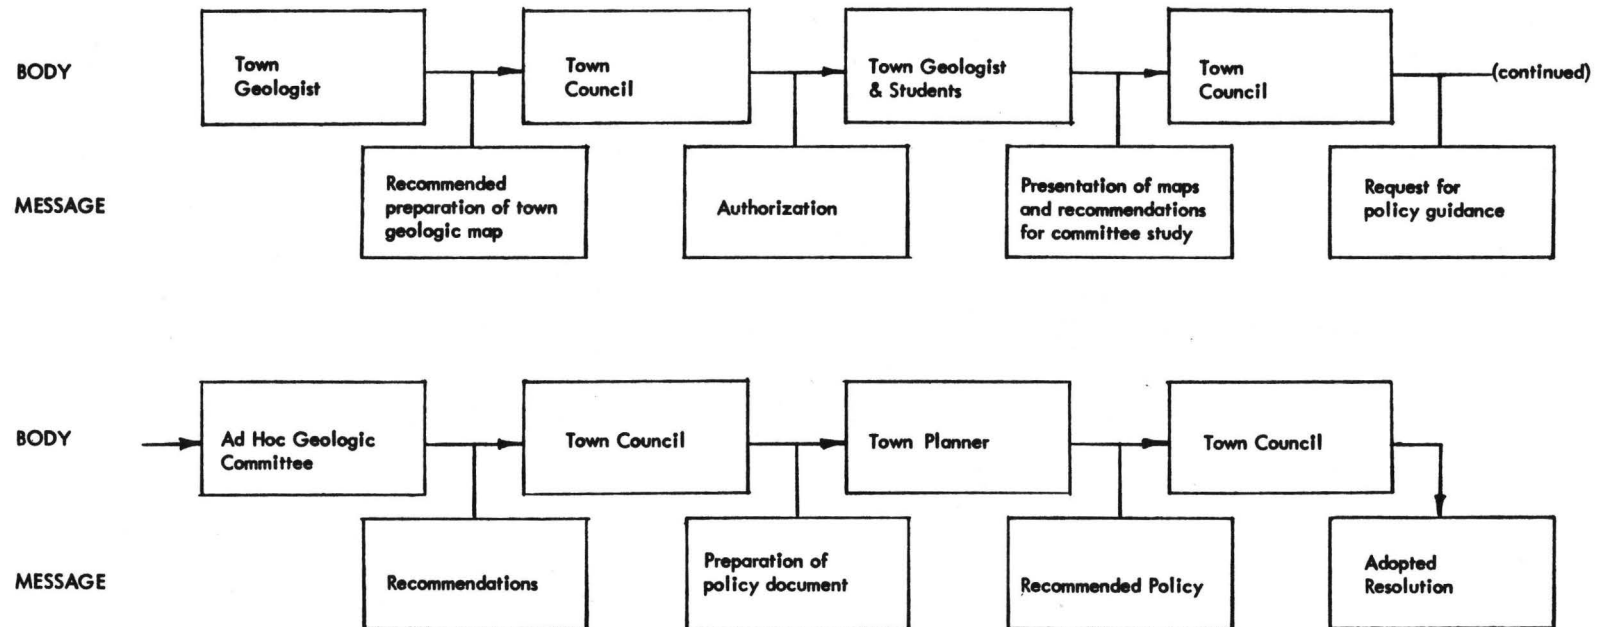 BODY
Town
Geologist
Town
Council
Town Geologist
& Students
Town
Council
(continued)
MESSAGE
Recommended
preparation of town
geologic map
Authorization
Presentation of maps
and recommendations
for committee study
Request for
policy guidance
BODY
Ad Hoc Geologic
Committee
Town Council
Town Planner
Town Council
MESSAGE
Recommendations
Preparation of
policy document
Recommended Policy
Adopted
Resolution